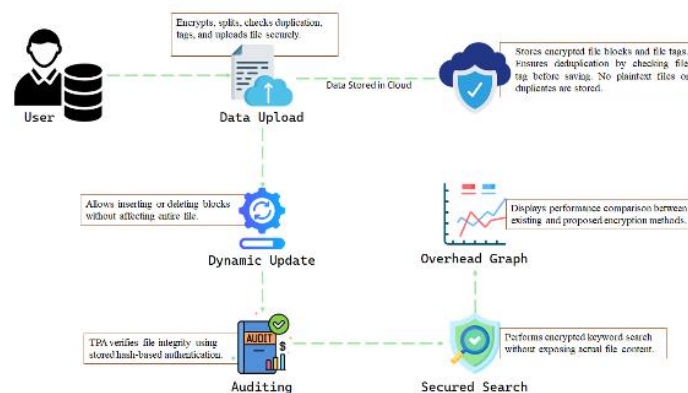 Encrypts, splits, checks duplication,
tags, and uploads file securely.
Stores encrypted file blocks and file tags.
Ensures deduplication by checking file
tag before saving. No plaintext files or
duplicates are stored.
Data Stored in Cloud
User
Data Upload
Allows inserting or deleting blocks
without affecting entire file.
Displays performance comparison between
existing and proposed encryption methods.
Dynamic Update
Overhead Graph
TPA verifies file integrity using
stored hash-based authentication.
AUDIT
$
Performs encrypted keyword search
without exposing actual file content.
Auditing
Secured Search